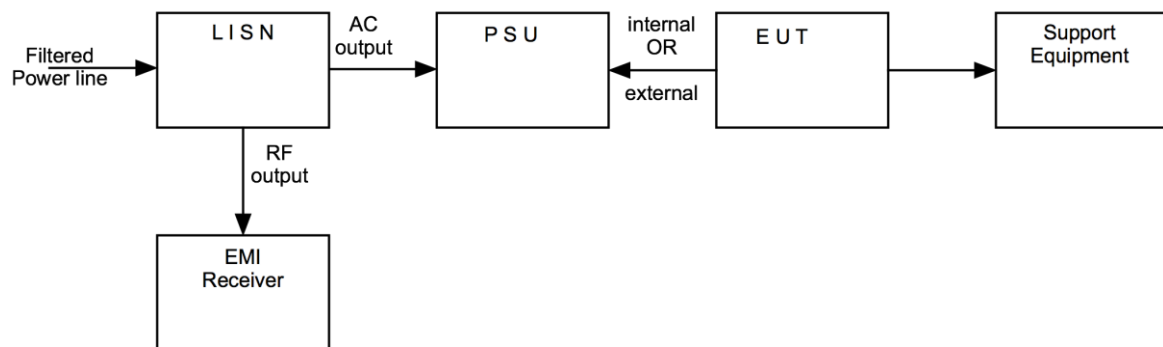 Filtered
Power line
L I S N
AC
output
P S U
internal
OR
external
E U T
Support
Equipment
RF
output
EMI
Receiver